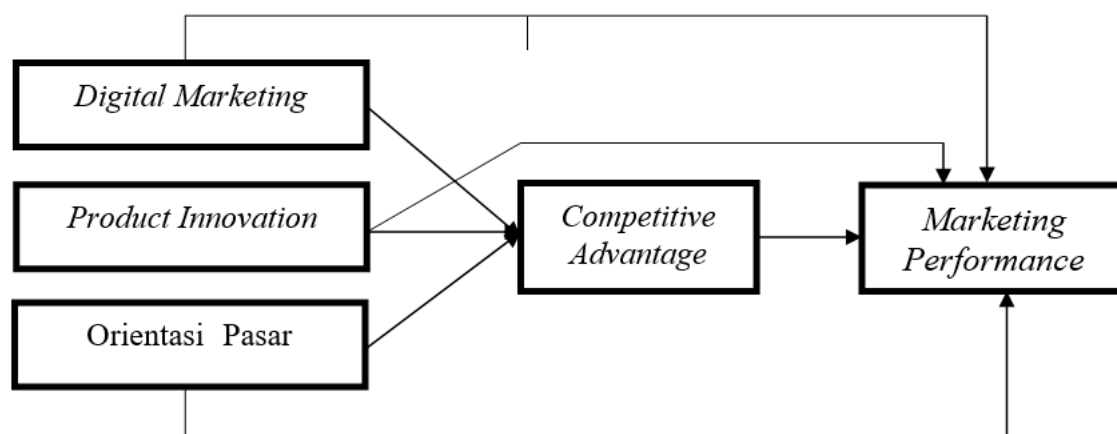 Digital Marketing
Product Innovation
Orientasi Pasar
Competitive
Advantage
Marketing
Performance